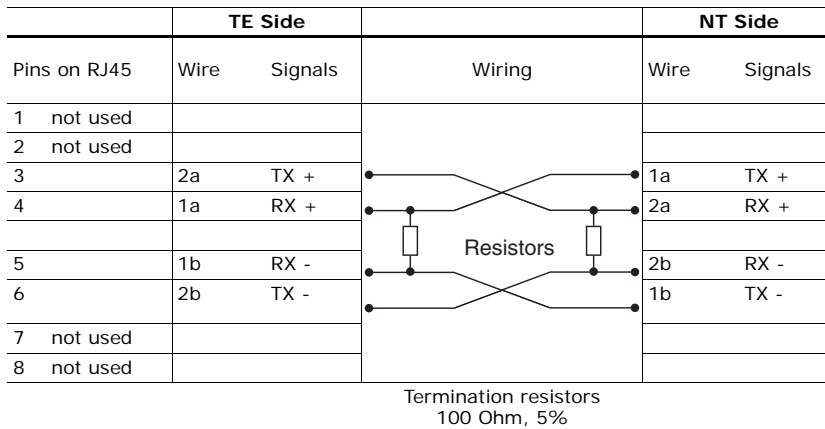 TE Side NT Side
Pins on RJ45 Wire Signals Wiring Wire Signals
1 not used
2 not used
3 2a TX + 1a TX +
4 1a RX + 2a RX +
Resistors
5 1b RX - 2b RX -
6 2b TX - 1b TX -
7 not used
8 not used
Termination resistors
100 Ohm, 5%